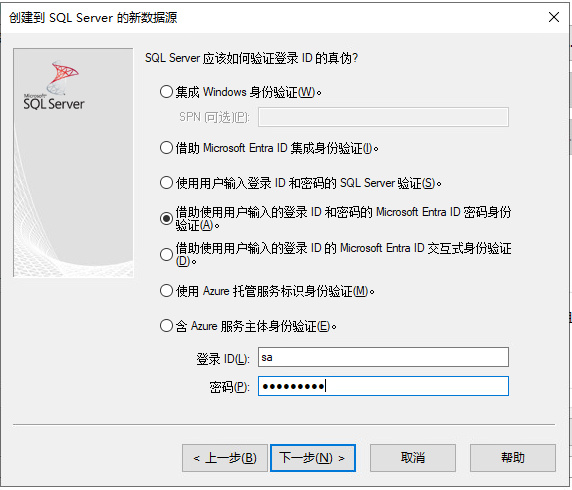 创建到 SQL Server 的新数据源
Microsoft
SQL Server
SQL Server 应该如何验证登录 ID 的真伪?
集成 Windows 身份验证(W)。
SPN (可选)(P):
借助 Microsoft Entra ID 集成身份验证(I)。
使用用户输入登录 ID 和密码的 SQL Server 验证(S)。
借助使用用户输入的登录 ID 和密码的 Microsoft Entra ID 密码身份
验证(A)。
借助使用用户输入的登录 ID 的 Microsoft Entra ID 交互式身份验证
(D)。
使用 Azure 托管服务标识身份验证(M)。
含 Azure 服务主体身份验证(E)。
登录 ID(L): sa
密码(P): ●●●●●●●●●
< 上一步(B) 下一步(N) > 取消 帮助